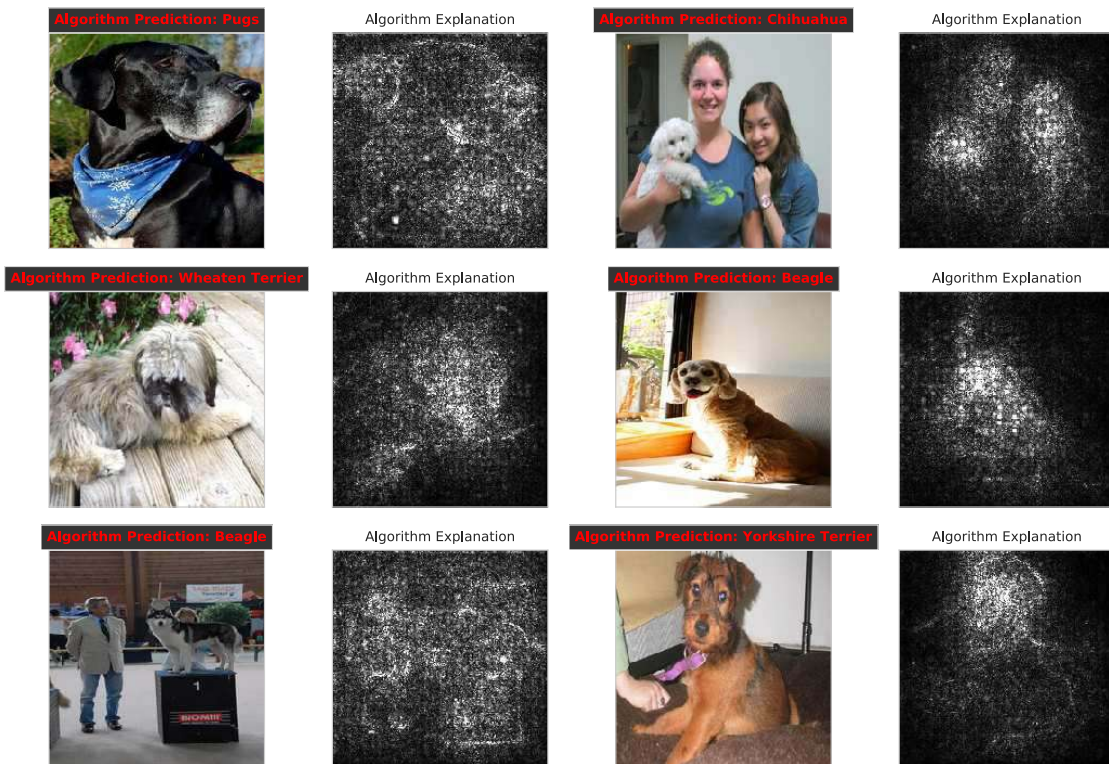 Algorithm Prediction: Pugs
Algorithm Explanation
Algorithm Prediction: Chihuahua
Algorithm Explanation
Algorithm Prediction: Wheaten Terrier
Algorithm Explanation
Algorithm Prediction: Beagle
Algorithm Explanation
Algorithm Prediction: Beagle
Algorithm Explanation
Algorithm Prediction: Yorkshire Terrier
Algorithm Explanation
1